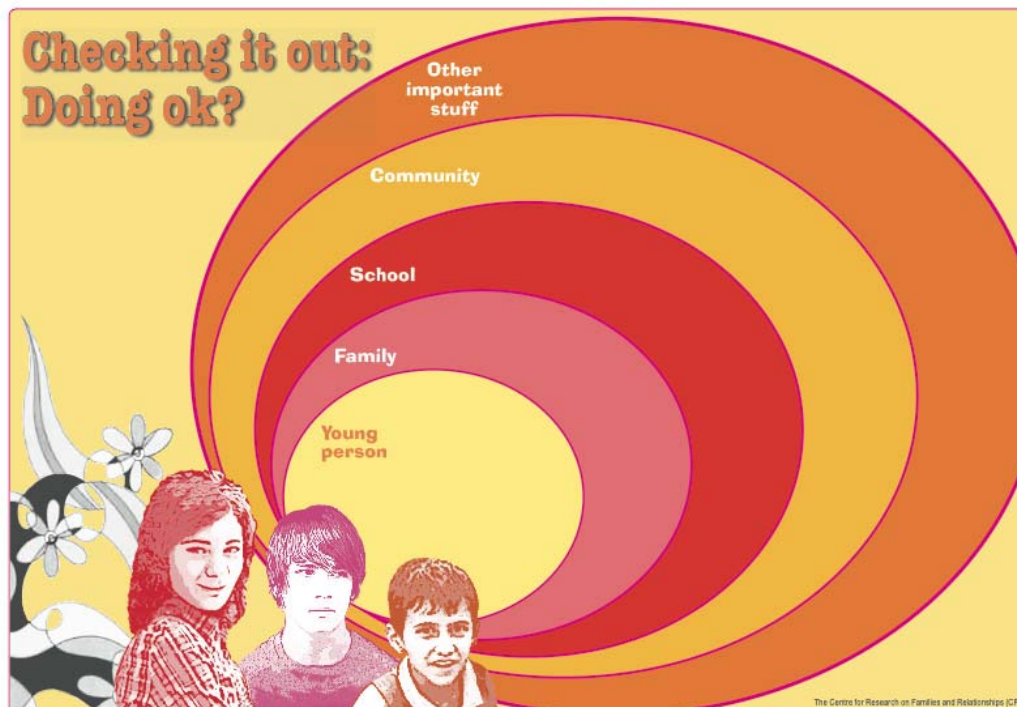 Checking it out:
Doing ok?
Other
important
stuff
Community
School
Family
Young
person
The Centre for Research on Families and Relationships (CR